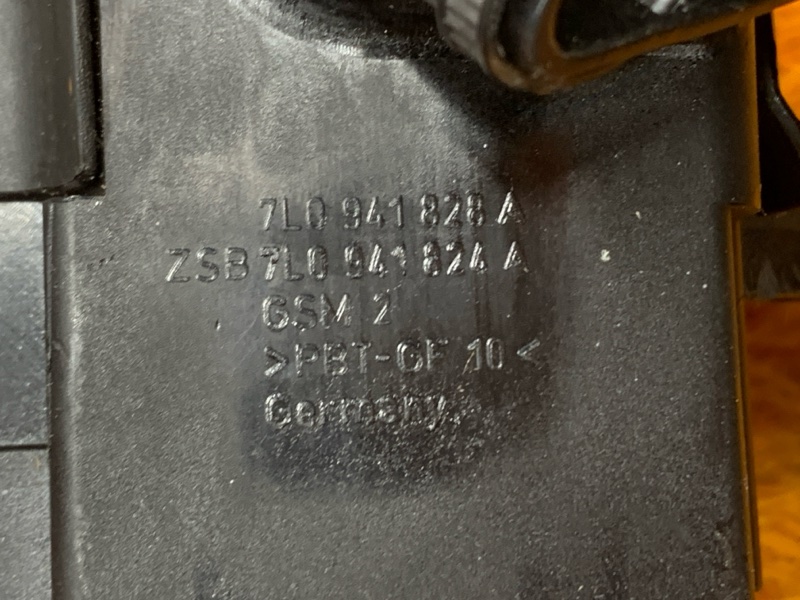 7L0 941 828 A
ZSB 7L0 941 824 A
GSM 2
>PBT-GF 10<
Germany